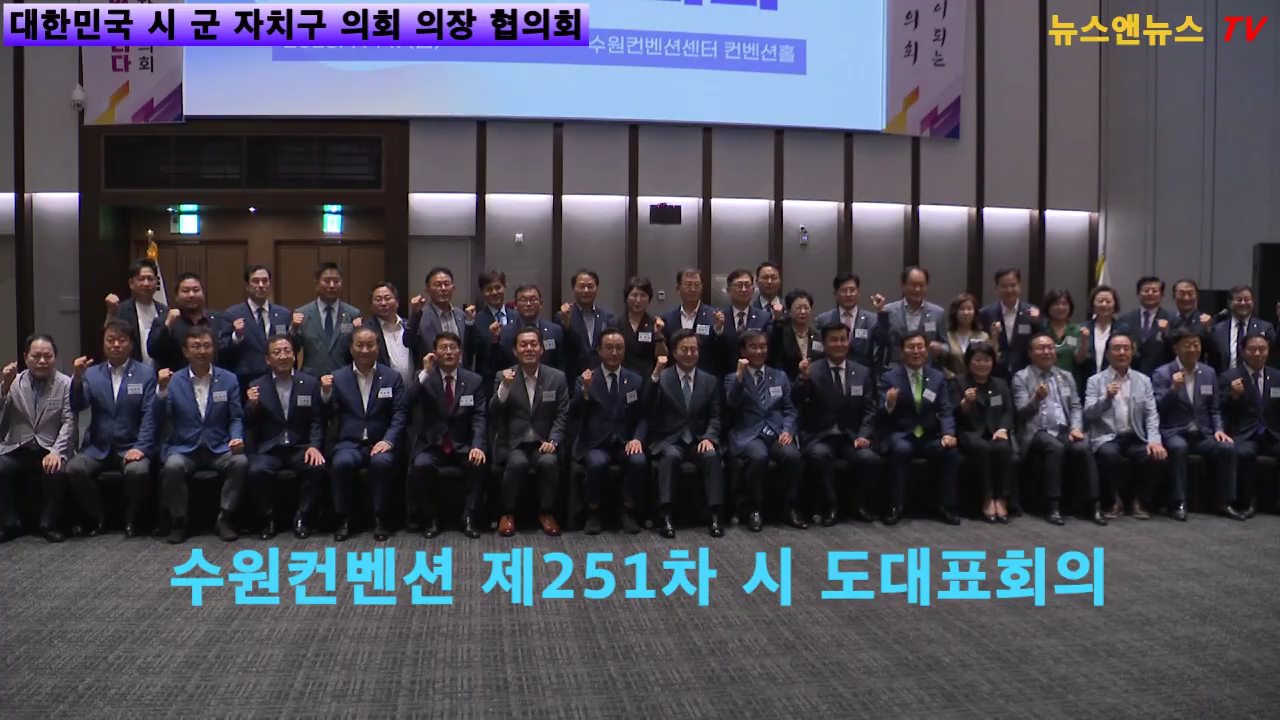 대한민국 시 군 자치구 의회 의장 협의회
뉴스앤뉴스 TV
수원컨벤션센터 컨벤션홀
의회
수원컨벤션 제251차 시 도대표회의